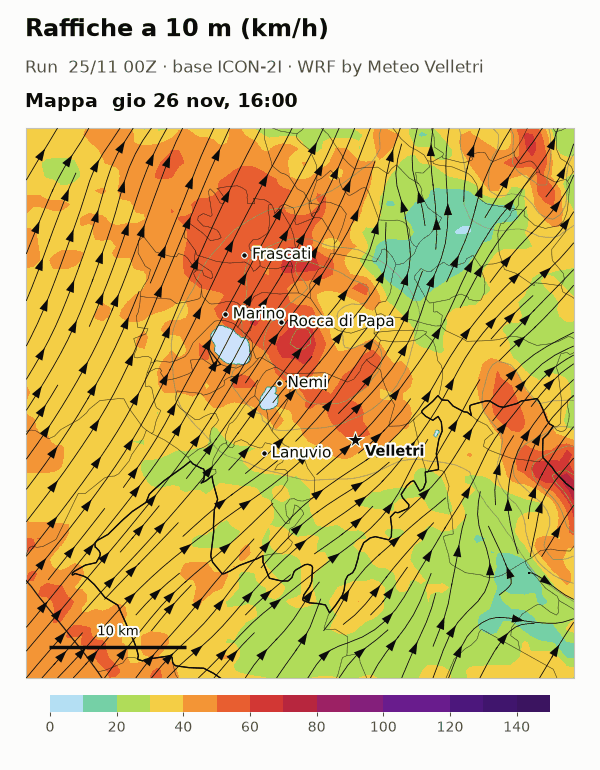 Raffiche a 10 m (km/h)
Run  25/11 00Z · base ICON-2I · WRF by Meteo Velletri
Mappa  gio 26 nov, 16:00
Frascati
Marino
Rocca di Papa
Nemi
Lanuvio
Velletri
10 km
0 20 40 60 80 100 120 140